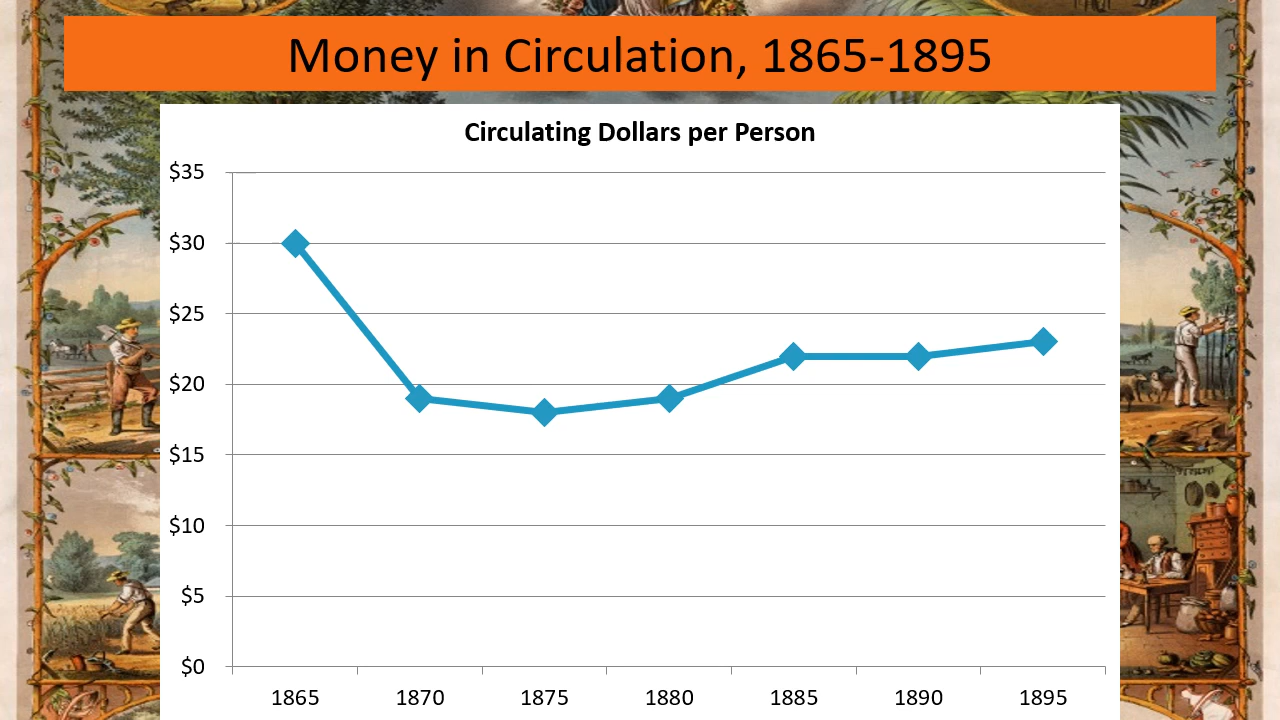 Money in Circulation, 1865-1895
Circulating Dollars per Person
$35
$30
$25
$20
$15
$10
$5
$0
1865 1870 1875 1880 1885 1890 1895